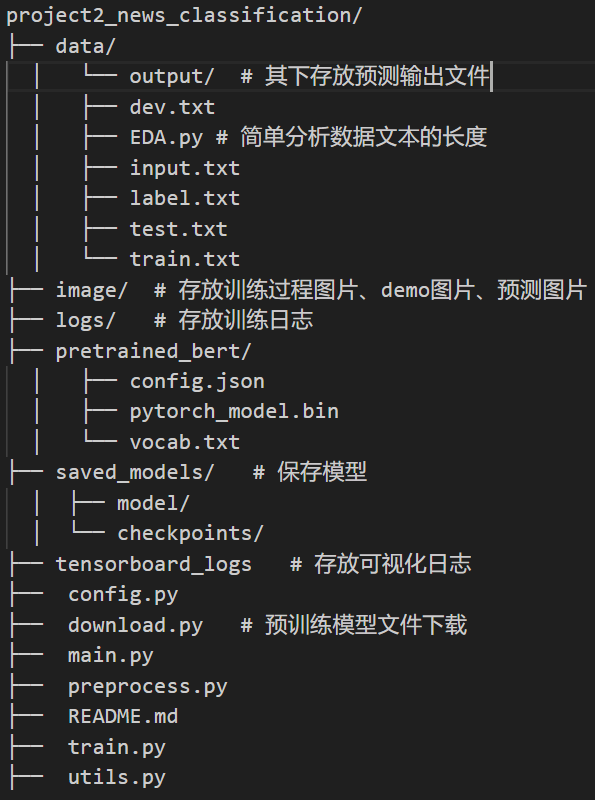 project2_news_classification/
├── data/
│   └── output/  # 其下存放预测输出文件
│   ├── dev.txt
│   ├── EDA.py # 简单分析数据文本的长度
│   ├── input.txt
│   ├── label.txt
│   ├── test.txt
│   └── train.txt
├── image/  # 存放训练过程图片、demo图片、预测图片
├── logs/   # 存放训练日志
├── pretrained_bert/
│   ├── config.json
│   ├── pytorch_model.bin
│   └── vocab.txt
├── saved_models/   # 保存模型
│  ├── model/
│  └── checkpoints/
├── tensorboard_logs   # 存放可视化日志
├──  config.py
├──  download.py   # 预训练模型文件下载
├──  main.py
├──  preprocess.py
├──  README.md
├──  train.py
├──  utils.py